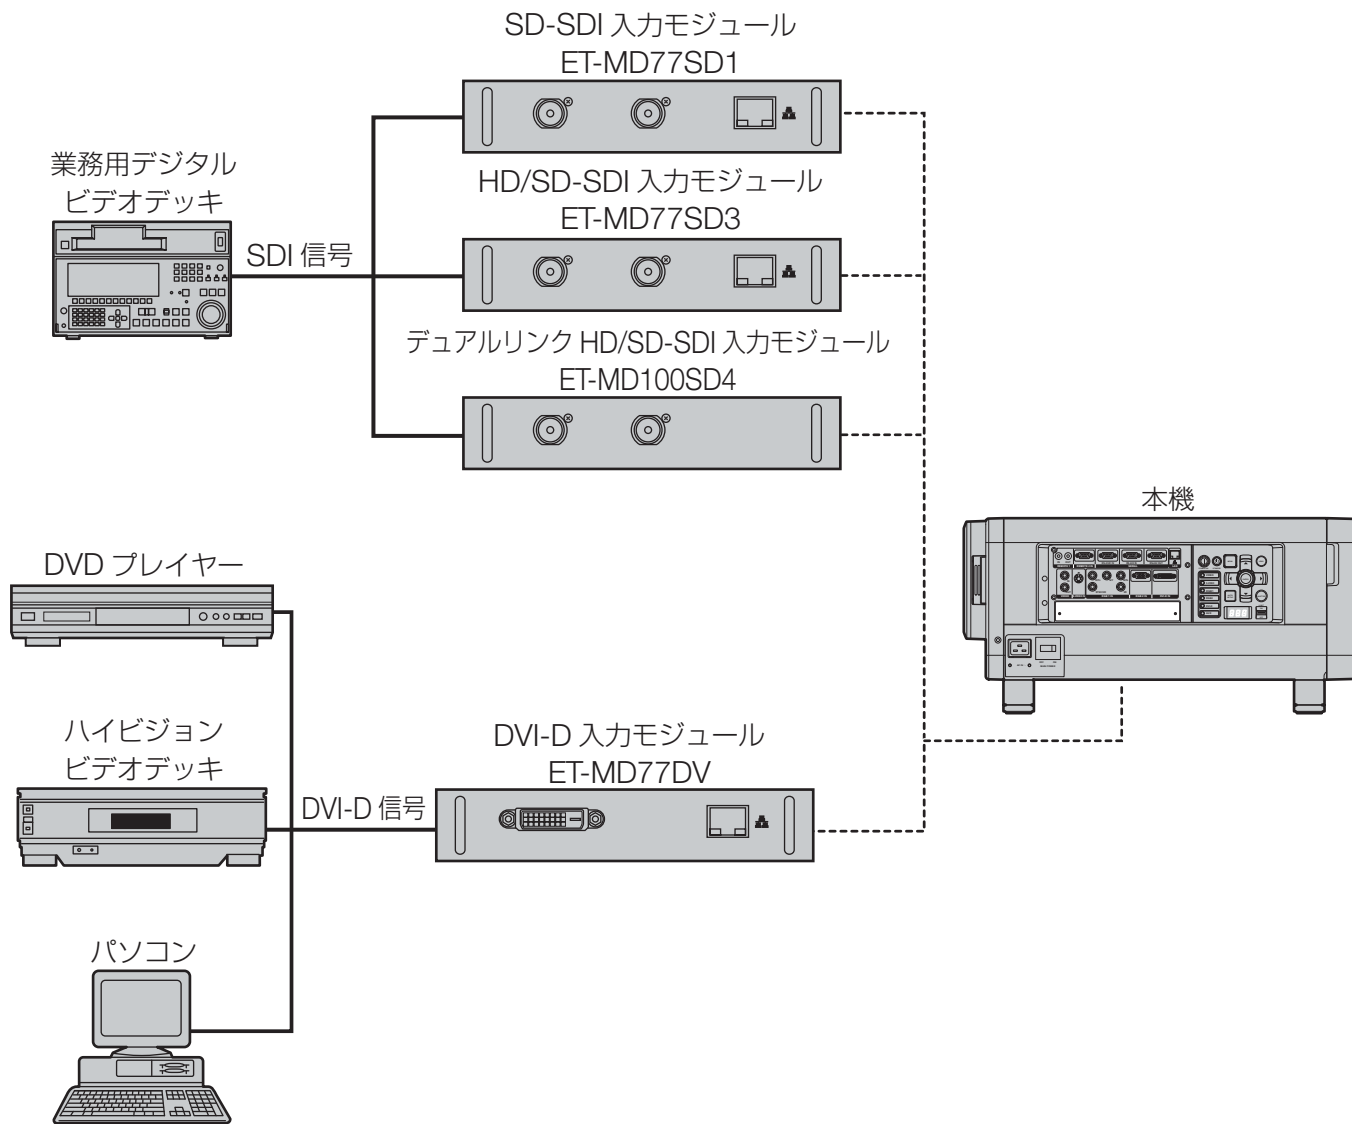 SD-SDI 入力モジュール
ET-MD77SD1
業務用デジタル
ビデオデッキ
SDI 信号
HD/SD-SDI 入力モジュール
ET-MD77SD3
デュアルリンク HD/SD-SDI 入力モジュール
ET-MD100SD4
本機
DVD プレイヤー
ハイビジョン
ビデオデッキ
DVI-D 信号
DVI-D 入力モジュール
ET-MD77DV
パソコン